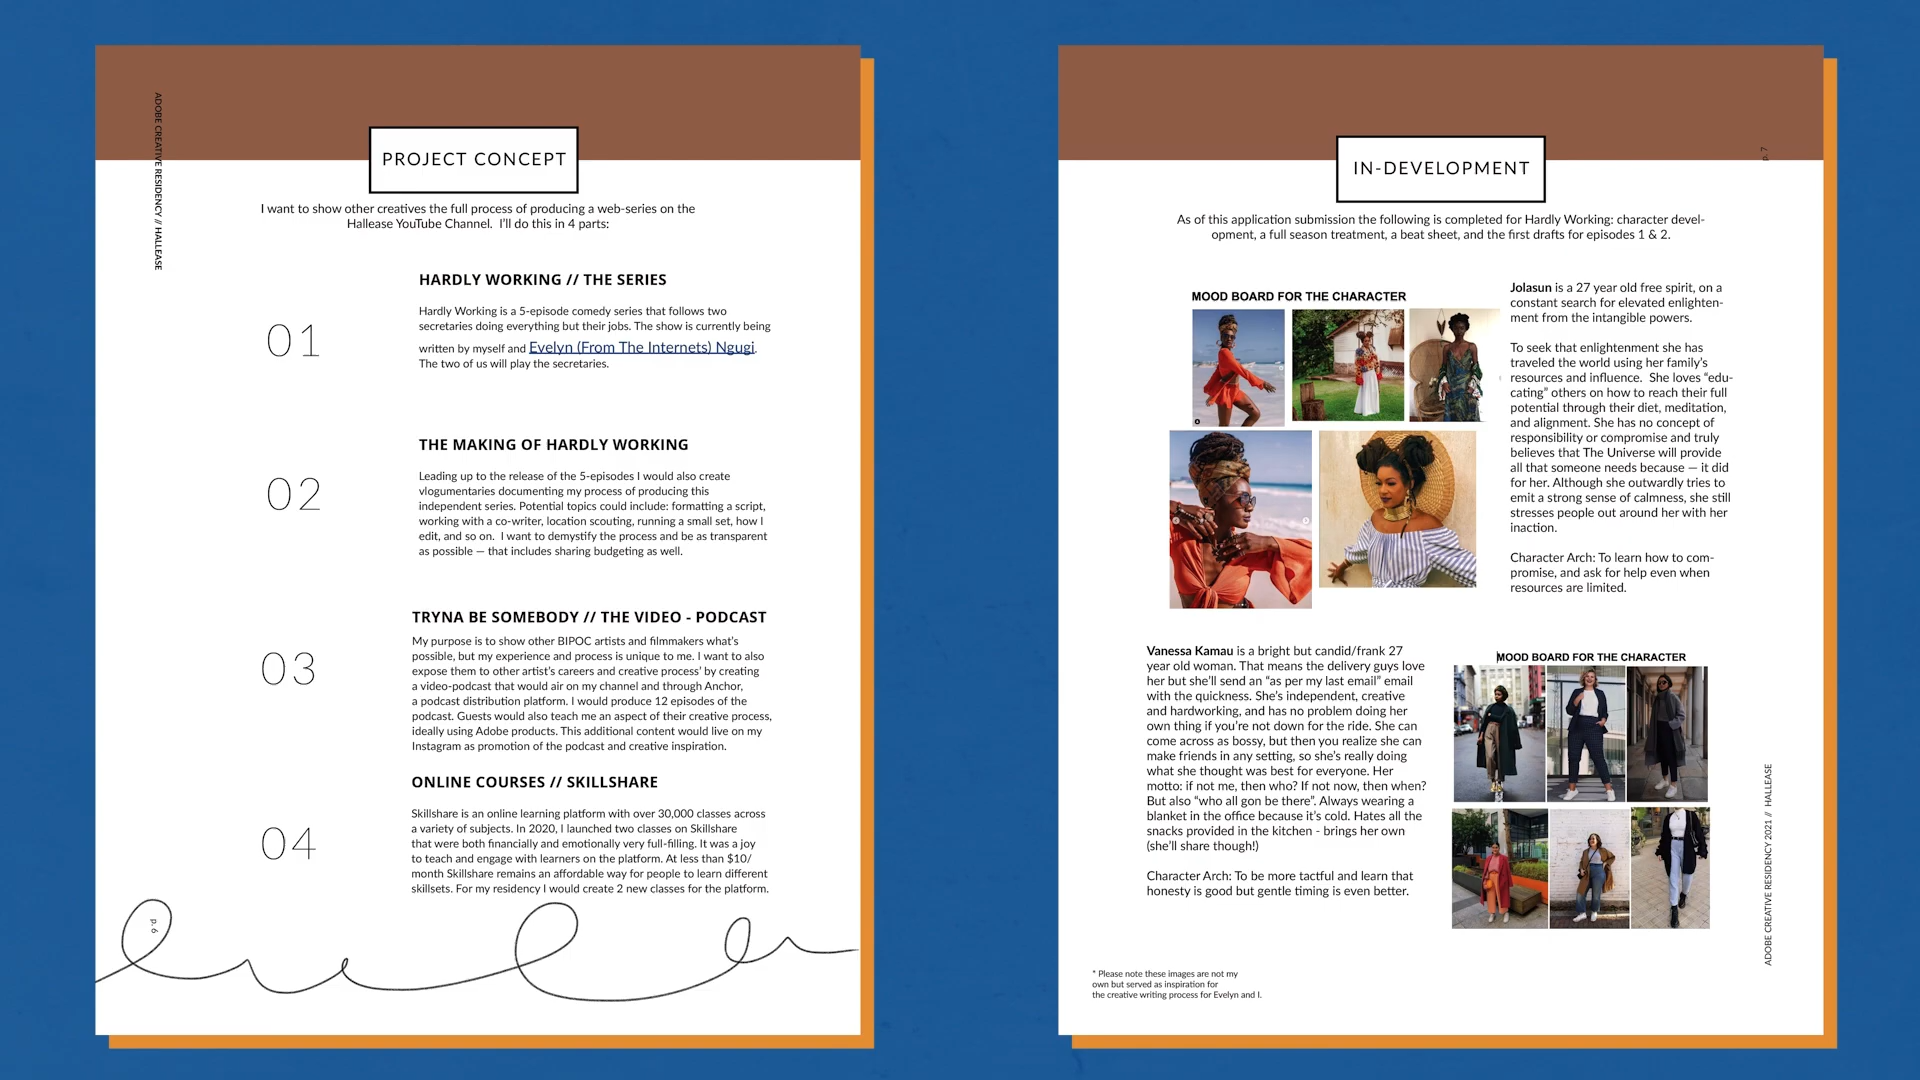 ADOBE CREATIVE RESIDENCY // HALLEASE
PROJECT CONCEPT
I want to show other creatives the full process of producing a web-series on the
Hallease YouTube Channel.  I’ll do this in 4 parts:
01
HARDLY WORKING // THE SERIES
Hardly Working is a 5-episode comedy series that follows two
secretaries doing everything but their jobs. The show is currently being
written by myself and Evelyn (From The Internets) Ngugi.
The two of us will play the secretaries.
02
THE MAKING OF HARDLY WORKING
Leading up to the release of the 5-episodes I would also create
vlogumentaries documenting my process of producing this
independent series. Potential topics could include: formatting a script,
working with a co-writer, location scouting, running a small set, how I
edit, and so on.  I want to demystify the process and be as transparent
as possible — that includes sharing budgeting as well.
03
TRYNA BE SOMEBODY // THE VIDEO - PODCAST
My purpose is to show other BIPOC artists and filmmakers what’s
possible, but my experience and process is unique to me. I want to also
expose them to other artist’s careers and creative process’ by creating
a video-podcast that would air on my channel and through Anchor,
a podcast distribution platform. I would produce 12 episodes of the
podcast. Guests would also teach me an aspect of their creative process,
ideally using Adobe products. This additional content would live on my
Instagram as promotion of the podcast and creative inspiration.
04
ONLINE COURSES // SKILLSHARE
Skillshare is an online learning platform with over 30,000 classes across
a variety of subjects. In 2020, I launched two classes on Skillshare
that were both financially and emotionally very full-filling. It was a joy
to teach and engage with learners on the platform. At less than $10/
month Skillshare remains an affordable way for people to learn different
skillsets. For my residency I would create 2 new classes for the platform.
p. 6
p. 7
IN-DEVELOPMENT
As of this application submission the following is completed for Hardly Working: character devel-
opment, a full season treatment, a beat sheet, and the first drafts for episodes 1 & 2.
MOOD BOARD FOR THE CHARACTER
Jolasun is a 27 year old free spirit, on a
constant search for elevated enlighten-
ment from the intangible powers.
To seek that enlightenment she has
traveled the world using her family’s
resources and influence.  She loves “edu-
cating” others on how to reach their full
potential through their diet, meditation,
and alignment. She has no concept of
responsibility or compromise and truly
believes that The Universe will provide
all that someone needs because — it did
for her. Although she outwardly tries to
emit a strong sense of calmness, she still
stresses people out around her with her
inaction.
Character Arch: To learn how to com-
promise, and ask for help even when
resources are limited.
Vanessa Kamau is a bright but candid/frank 27
year old woman. That means the delivery guys love
her but she’ll send an “as per my last email” email
with the quickness. She’s independent, creative
and hardworking, and has no problem doing her
own thing if you’re not down for the ride. She can
come across as bossy, but then you realize she can
make friends in any setting, so she’s really doing
what she thought was best for everyone. Her
motto: if not me, then who? If not now, then when?
But also “who all gon be there”. Always wearing a
blanket in the office because it’s cold. Hates all the
snacks provided in the kitchen - brings her own
(she’ll share though!)
Character Arch: To be more tactful and learn that
honesty is good but gentle timing is even better.
MOOD BOARD FOR THE CHARACTER
ADOBE CREATIVE RESIDENCY 2021 // HALLEASE
* Please note these images are not my
own but served as inspiration for
the creative writing process for Evelyn and I.